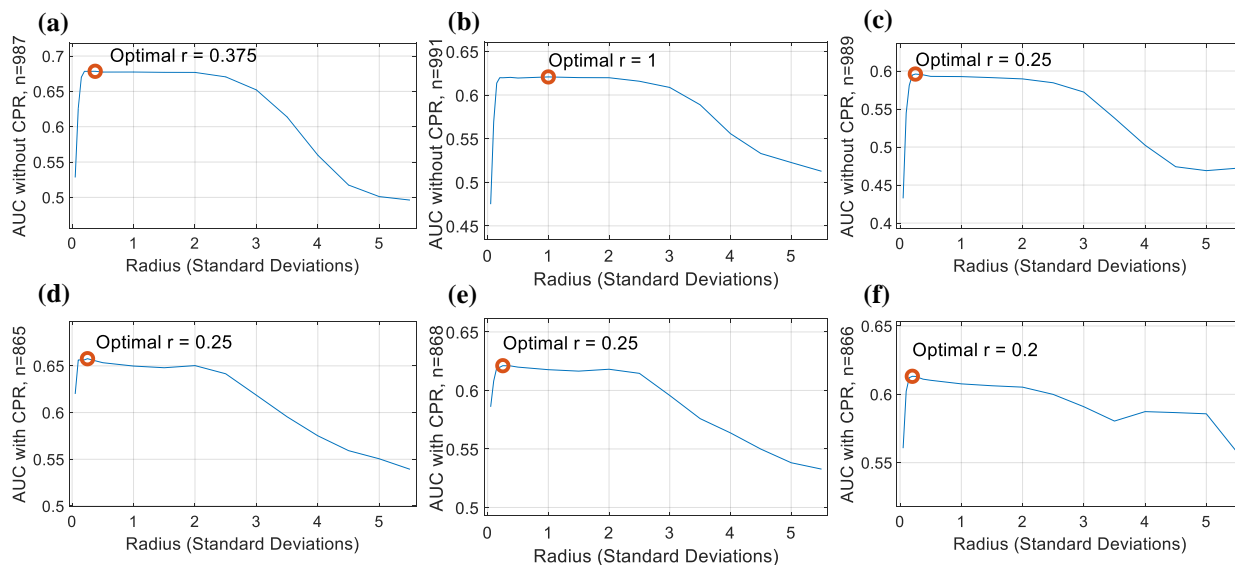 (a)
Optimal r = 0.375
AUC without CPR, n=987
0.7
0.65
0.6
0.55
0.5
0 1 2 3 4 5
Radius (Standard Deviations)
(b)
Optimal r = 1
AUC without CPR, n=991
0.65
0.6
0.55
0.5
0.45
0 1 2 3 4 5
Radius (Standard Deviations)
(c)
Optimal r = 0.25
AUC without CPR, n=989
0.6
0.55
0.5
0.45
0.4
0 1 2 3 4 5
Radius (Standard Deviations)
(d)
Optimal r = 0.25
AUC with CPR, n=865
0.65
0.6
0.55
0.5
0 1 2 3 4 5
Radius (Standard Deviations)
(e)
Optimal r = 0.25
AUC with CPR, n=868
0.65
0.6
0.55
0.5
0 1 2 3 4 5
Radius (Standard Deviations)
(f)
Optimal r = 0.2
AUC with CPR, n=866
0.65
0.6
0.55
0 1 2 3 4 5
Radius (Standard Deviations)